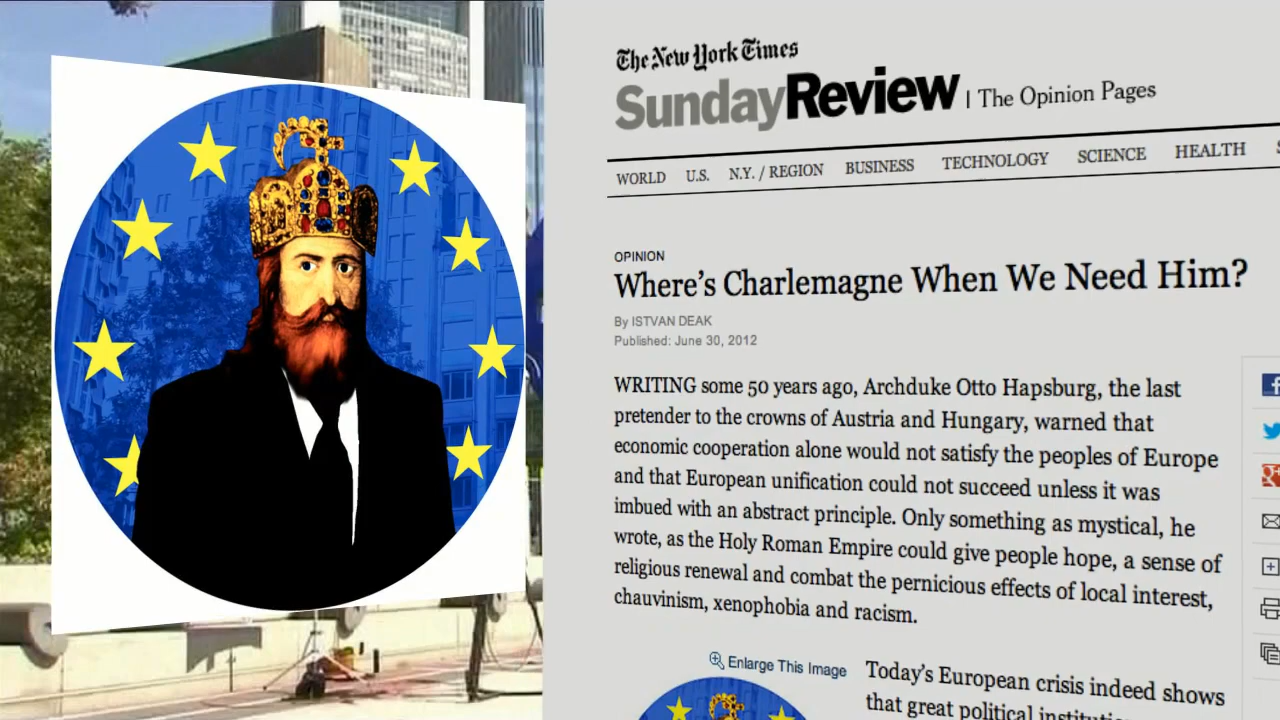 The New York Times
SundayReview | The Opinion Pages
WORLD U.S. N.Y. / REGION BUSINESS TECHNOLOGY SCIENCE HEALTH
OPINION
Where's Charlemagne When We Need Him?
By ISTVAN DEAK
Published: June 30, 2012
WRITING some 50 years ago, Archduke Otto Hapsburg, the last
pretender to the crowns of Austria and Hungary, warned that
economic cooperation alone would not satisfy the peoples of Europe
and that European unification could not succeed unless it was
imbued with an abstract principle. Only something as mystical, he
wrote, as the Holy Roman Empire could give people hope, a sense of
religious renewal and combat the pernicious effects of local interest,
chauvinism, xenophobia and racism.
Enlarge This Image
Today's European crisis indeed shows
that great political